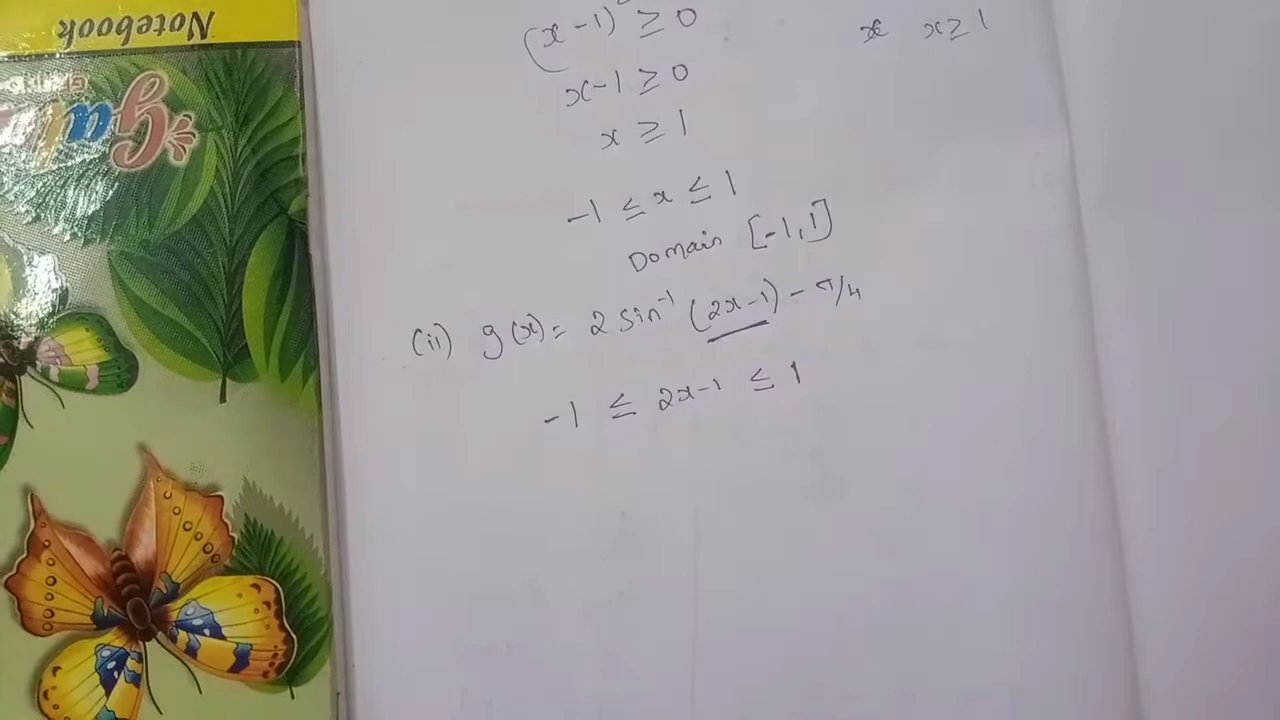 Notebook
(x-1)² ≥ 0 x x ≥ 1
x-1 ≥ 0
x ≥ 1
-1 ≤ x ≤ 1
Domain [-1, 1]
(ii) g(x) = 2 sin⁻¹ (2x-1) - π/4
-1 ≤ 2x-1 ≤ 1